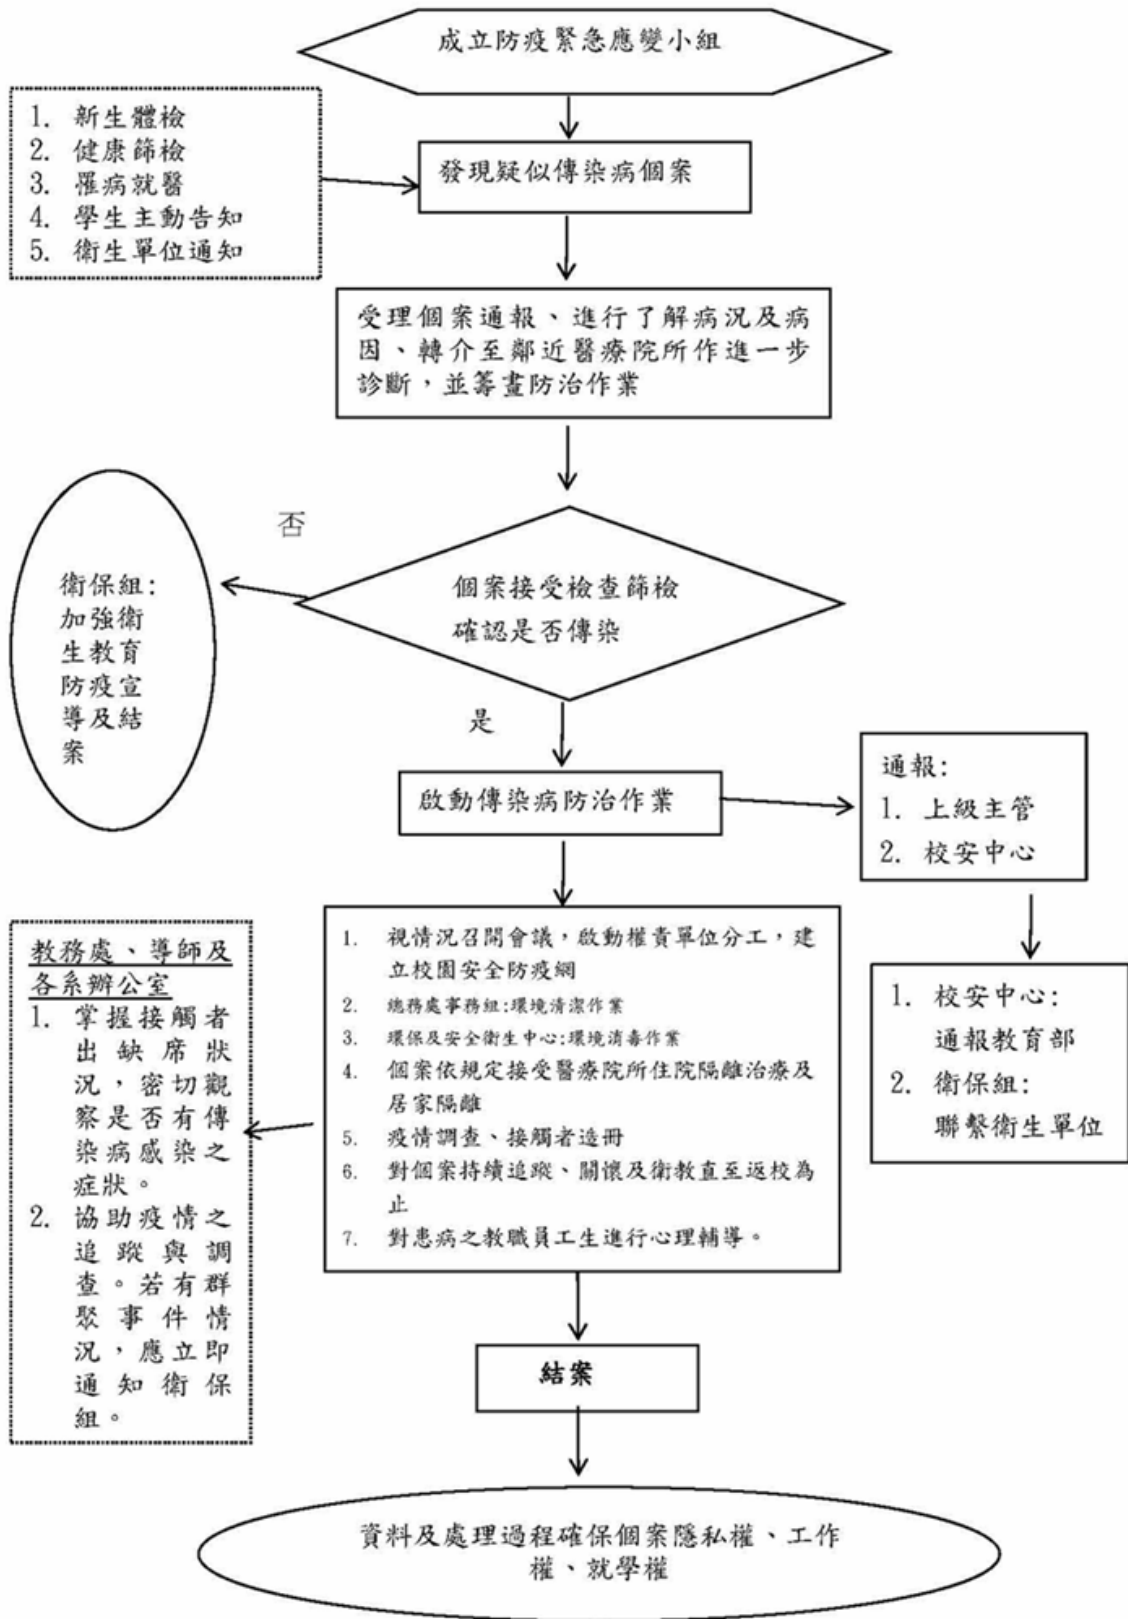 成立防疫緊急應變小組
1. 新生體檢
2. 健康篩檢
3. 罹病就醫
4. 學生主動告知
5. 衛生單位通知
發現疑似傳染病個案
受理個案通報、進行了解病況及病
因、轉介至鄰近醫療院所作進一步
診斷，並籌畫防治作業
否
衛保組:
加強衛
生教育
防疫宣
導及結
案
個案接受檢查篩檢
確認是否傳染
是
啟動傳染病防治作業
通報:
1. 上級主管
2. 校安中心
1. 校安中心:
通報教育部
2. 衛保組:
聯繫衛生單位
1. 視情況召開會議，啟動權責單位分工，建
立校園安全防疫網
2. 總務處事務組:環境清潔作業
3. 環保及安全衛生中心:環境消毒作業
4. 個案依規定接受醫療院所住院隔離治療及
居家隔離
5. 疫情調查、接觸者造冊
6. 對個案持續追蹤、關懷及衛教直至返校為
止
7. 對患病之教職員工生進行心理輔導。
教務處、導師及
各系辦公室
1. 掌握接觸者
出缺席狀
況，密切觀
察是否有傳
染病感染之
症狀。
2. 協助疫情之
追蹤與調
查。若有群
聚事件情
況，應立即
通知衛保
組。
結案
資料及處理過程確保個案隱私權、工作
權、就學權